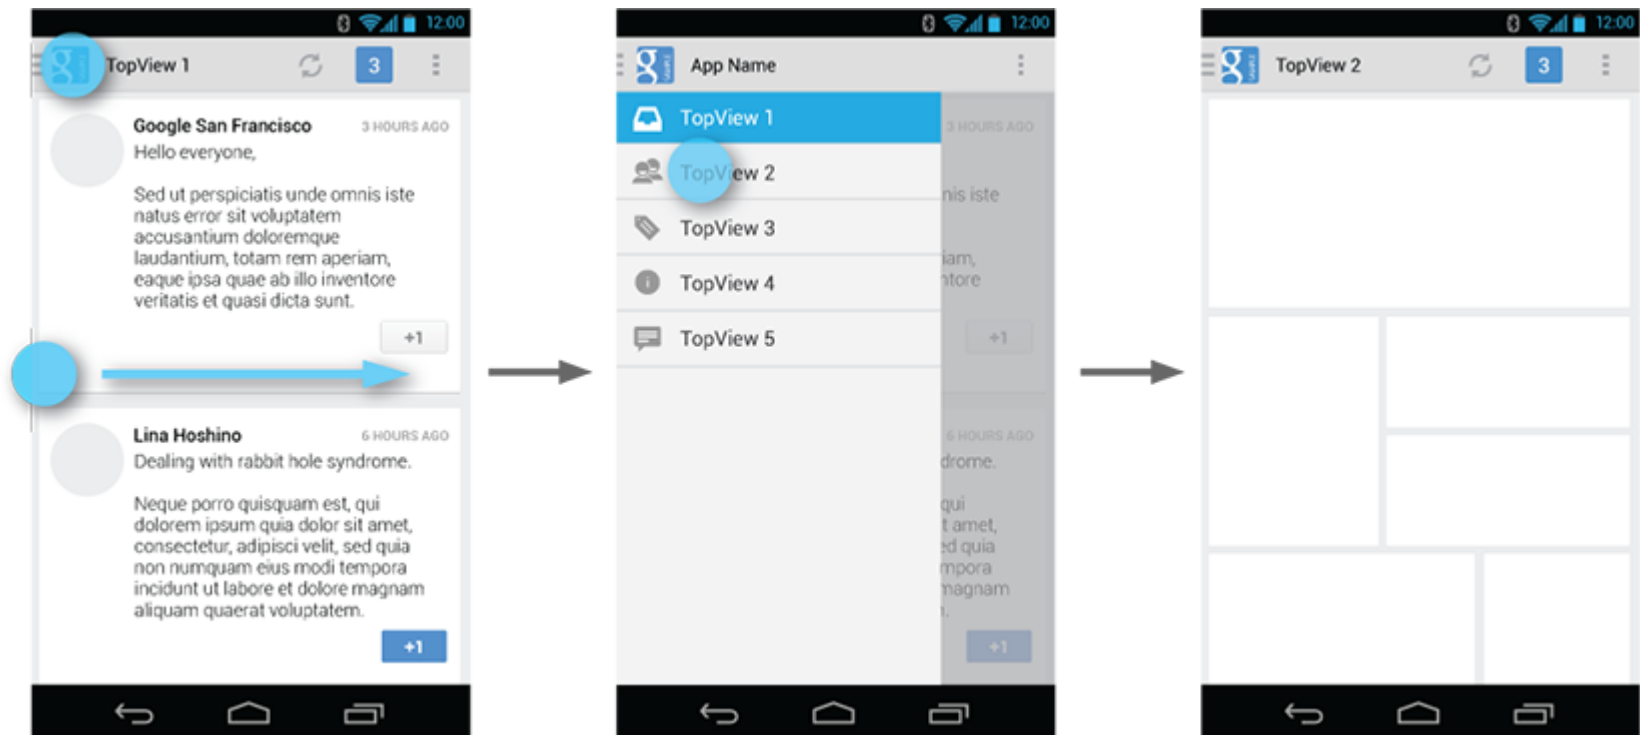 12:00
TopView 1
3
Google San Francisco
3 HOURS AGO
Hello everyone,
Sed ut perspiciatis unde omnis iste
natus error sit voluptatem
accusantium doloremque
laudantium, totam rem aperiam,
eaque ipsa quae ab illo inventore
veritatis et quasi dicta sunt.
+1
Lina Hoshino
6 HOURS AGO
Dealing with rabbit hole syndrome.
Neque porro quisquam est, qui
dolorem ipsum quia dolor sit amet,
consectetur, adipisci velit, sed quia
non numquam eius modi tempora
incidunt ut labore et dolore magnam
aliquam quaerat voluptatem.
+1
12:00
g
App Name
TopView 1
TopView 2
TopView 3
TopView 4
TopView 5
3 HOURS AGO
nis iste
iam,
ntore
+1
6 HOURS AGO
drome.
qui
t amet,
ed quia
mpora
magnam
+1
12:00
g
TopView 2
3